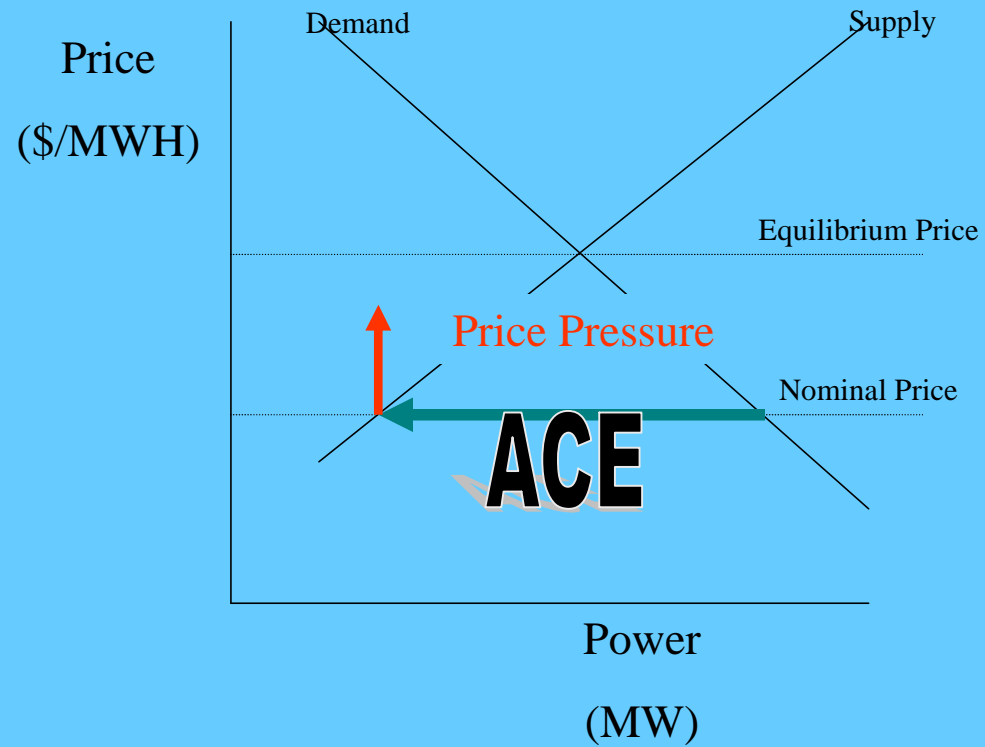 Demand
Supply
Price
($/MWH)
Equilibrium Price
Price Pressure
Nominal Price
ACE
Power
(MW)